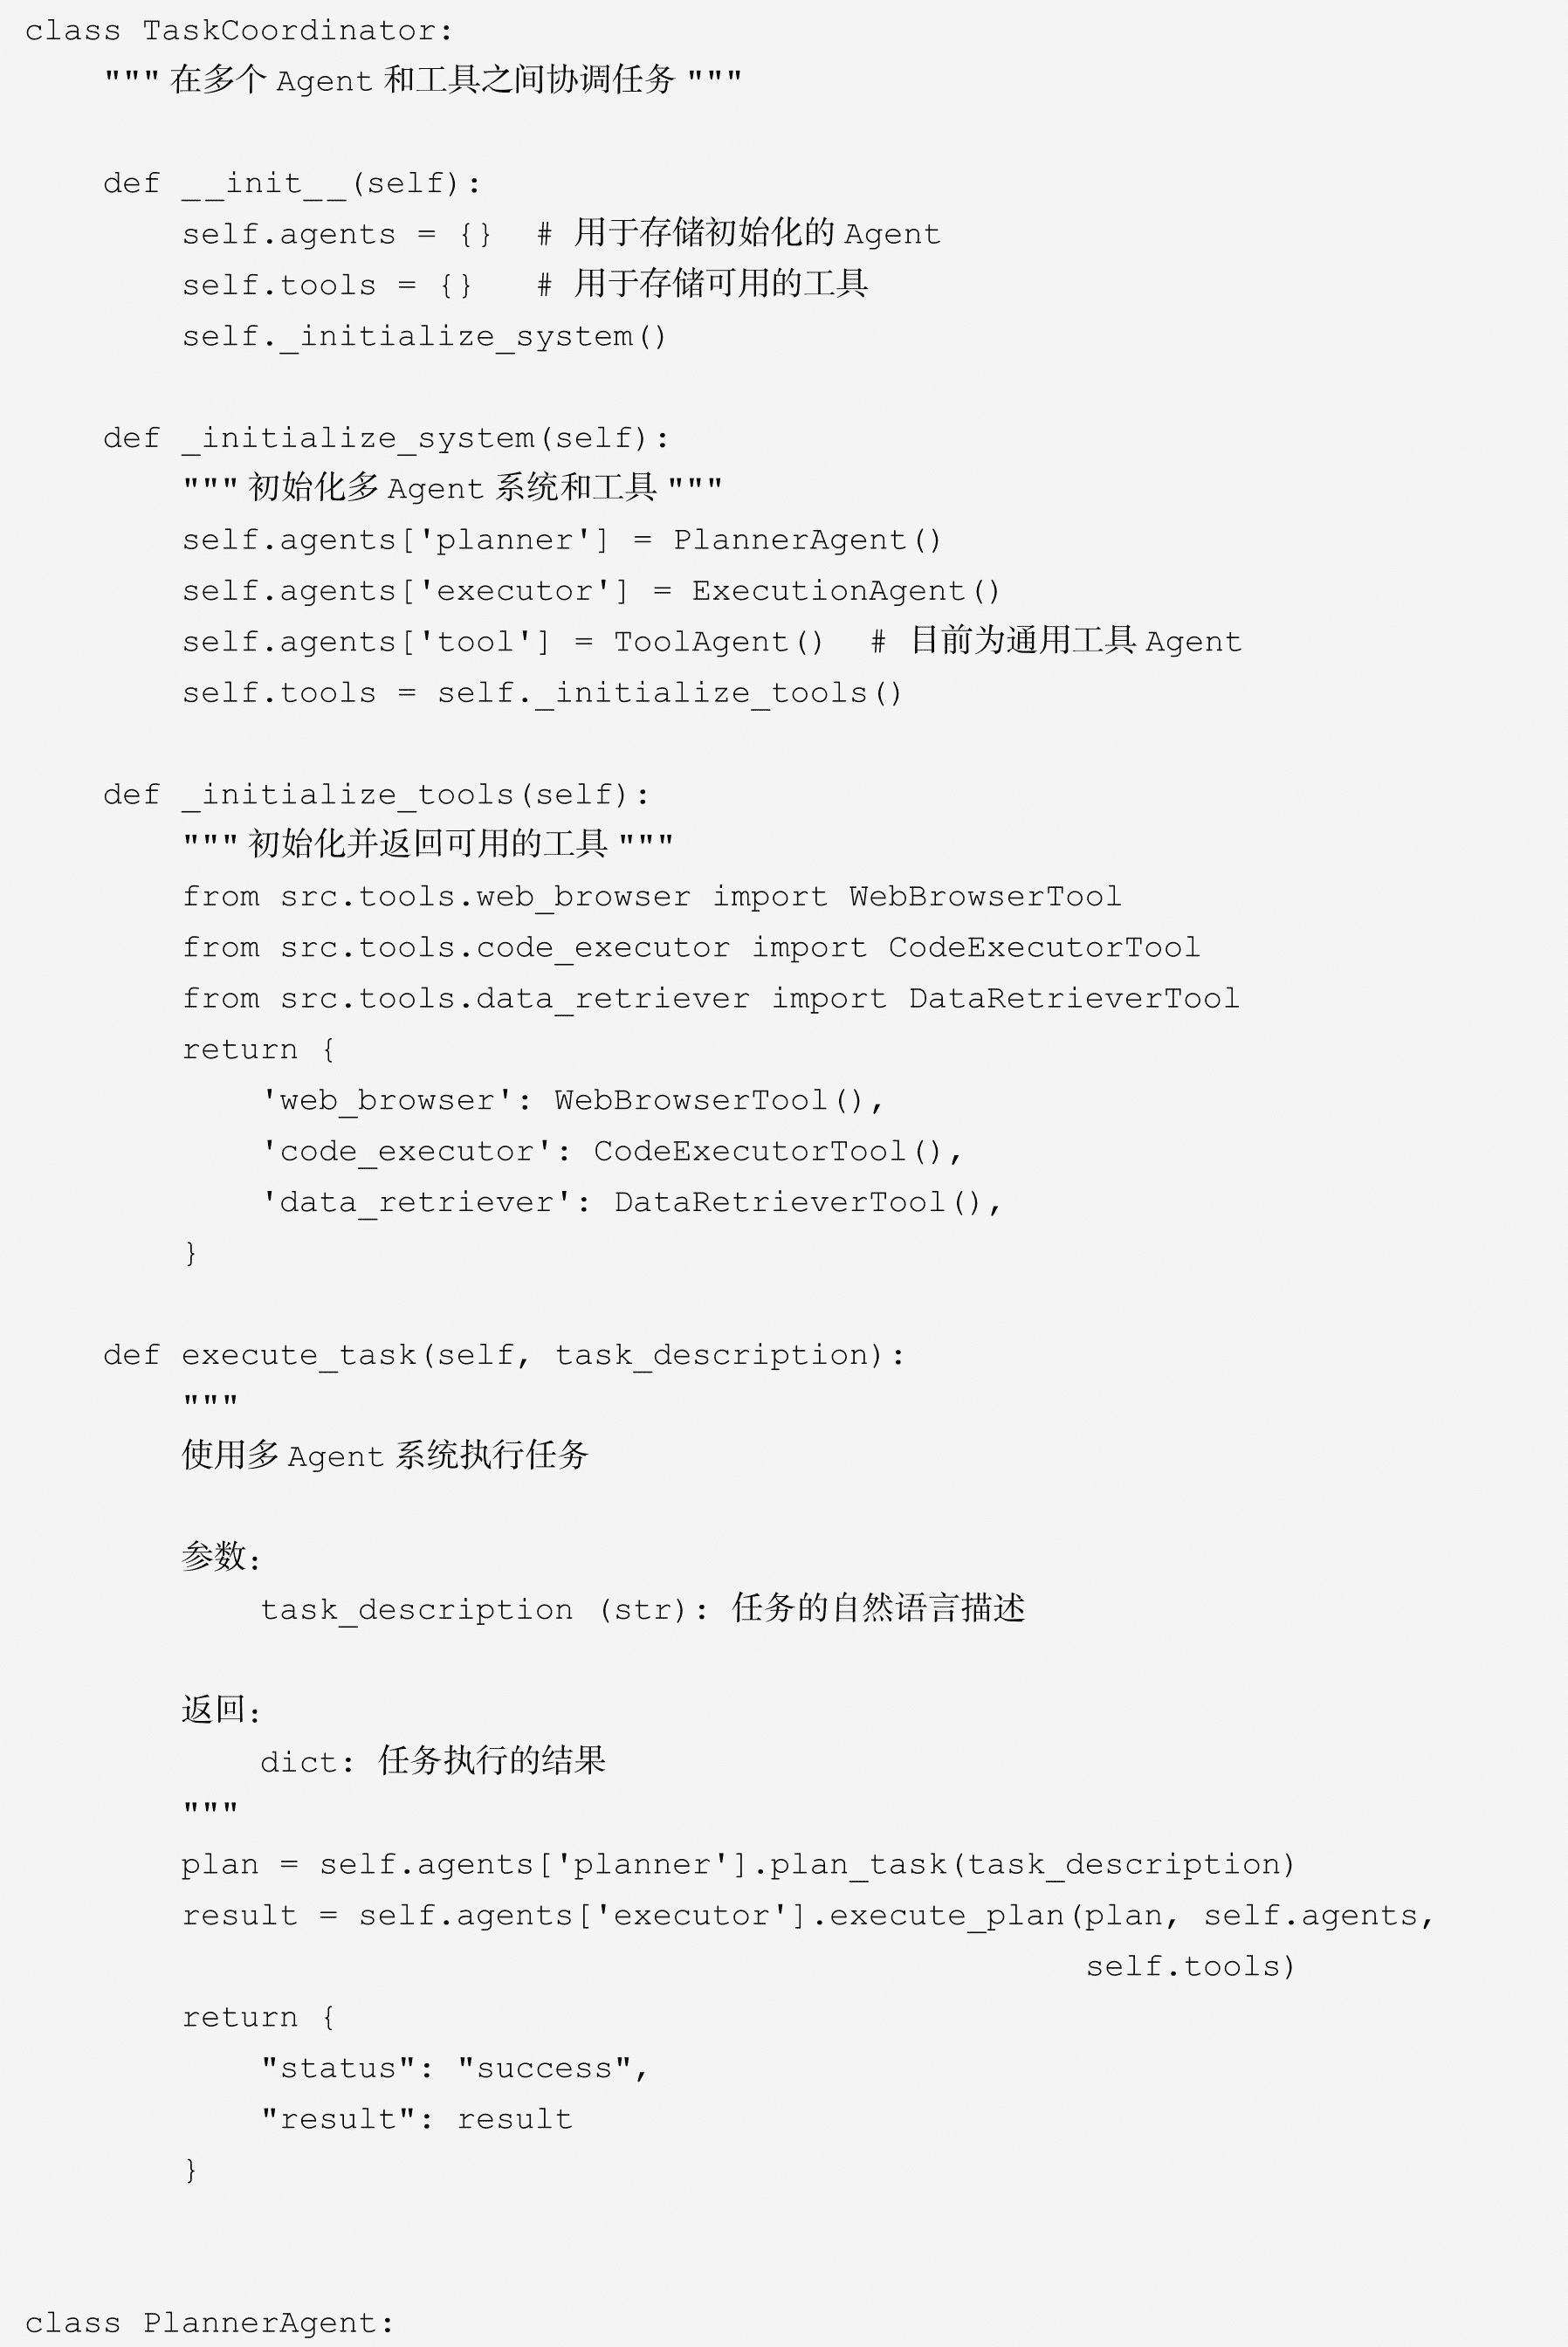 class TaskCoordinator:
    """ 在多个 Agent 和工具之间协调任务 """

    def __init__(self):
        self.agents = {}  # 用于存储初始化的 Agent
        self.tools = {}   # 用于存储可用的工具
        self._initialize_system()

    def _initialize_system(self):
        """ 初始化多 Agent 系统和工具 """
        self.agents['planner'] = PlannerAgent()
        self.agents['executor'] = ExecutionAgent()
        self.agents['tool'] = ToolAgent()  # 目前为通用工具 Agent
        self.tools = self._initialize_tools()

    def _initialize_tools(self):
        """ 初始化并返回可用的工具 """
        from src.tools.web_browser import WebBrowserTool
        from src.tools.code_executor import CodeExecutorTool
        from src.tools.data_retriever import DataRetrieverTool
        return {
            'web_browser': WebBrowserTool(),
            'code_executor': CodeExecutorTool(),
            'data_retriever': DataRetrieverTool(),
        }

    def execute_task(self, task_description):
        """
        使用多 Agent 系统执行任务

        参数:
            task_description (str): 任务的自然语言描述

        返回:
            dict: 任务执行的结果
        """
        plan = self.agents['planner'].plan_task(task_description)
        result = self.agents['executor'].execute_plan(plan, self.agents,
                                                      self.tools)
        return {
            "status": "success",
            "result": result
        }


class PlannerAgent: